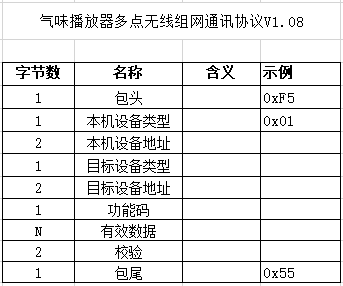 气味播放器多点无线组网通讯协议V1.08
字节数 名称 含义 示例
1 包头 0xF5
1 本机设备类型 0x01
2 本机设备地址
1 目标设备类型
2 目标设备地址
1 功能码
N 有效数据
2 校验
1 包尾 0x55